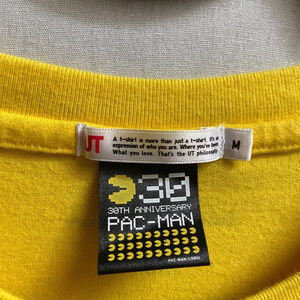 UT
A t-shirt is more than just a t-shirt. It's an
expression of who you are. Where you've been.
What you love. That's the UT philosophy
M
30
30TH ANNIVERSARY
PAC-MAN